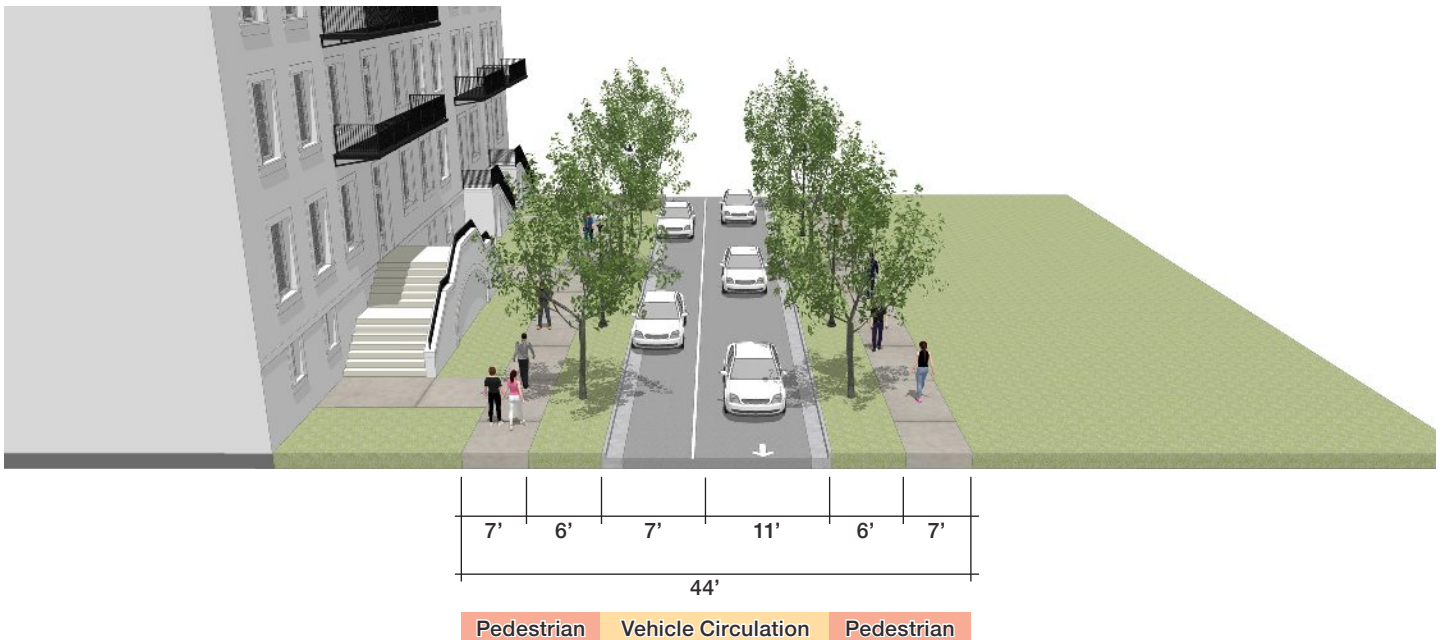 7’ 6’ 7’ 11’ 6’ 7’
44’
Pedestrian Vehicle Circulation Pedestrian